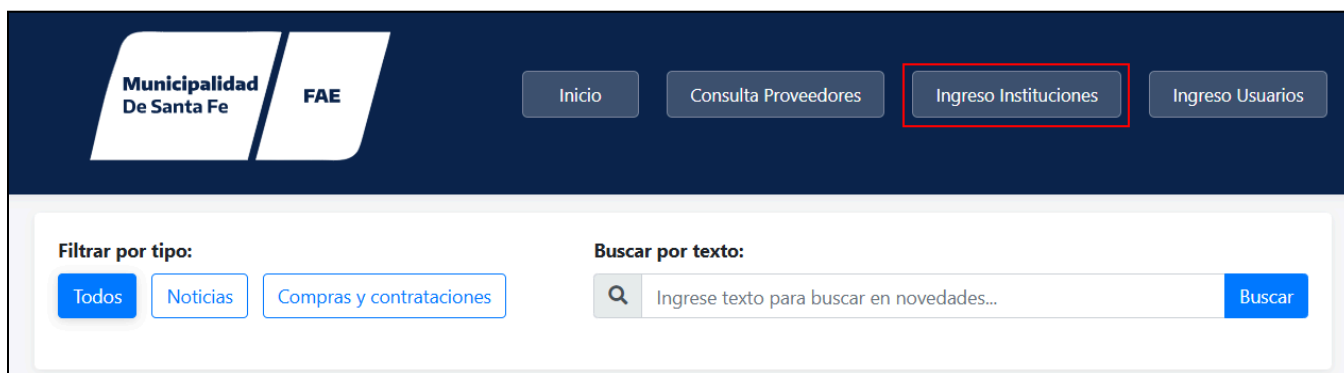 Municipalidad
De Santa Fe
FAE
Inicio
Consulta Proveedores
Ingreso Instituciones
Ingreso Usuarios
Filtrar por tipo:
Todos
Noticias
Compras y contrataciones
Buscar por texto:
Ingrese texto para buscar en novedades...
Buscar